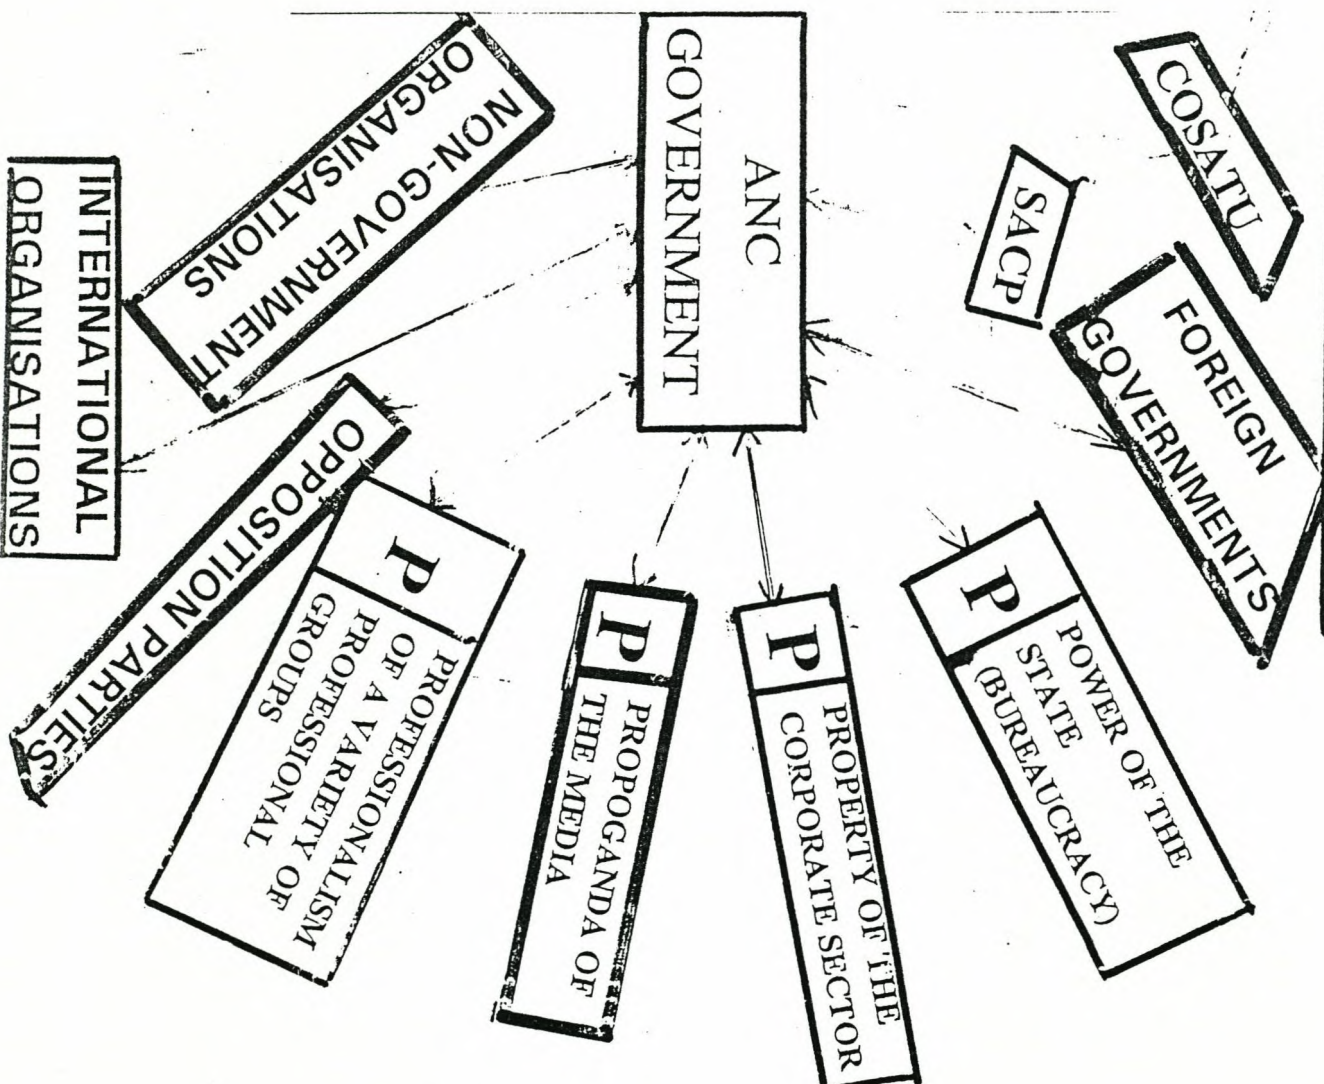 COSATU
SACP
FOREIGN
GOVERNMENTS
ANC
GOVERNMENT
NON-GOVERNMENT
ORGANISATIONS
INTERNATIONAL
ORGANISATIONS
OPPOSITION PARTIES
P
POWER OF THE
STATE
(BUREAUCRACY)
P
PROPERTY OF THE
CORPORATE SECTOR
P
PROPOGANDA OF
THE MEDIA
P
PROFESSIONALISM
OF A VARIETY OF
PROFESSIONAL
GROUPS